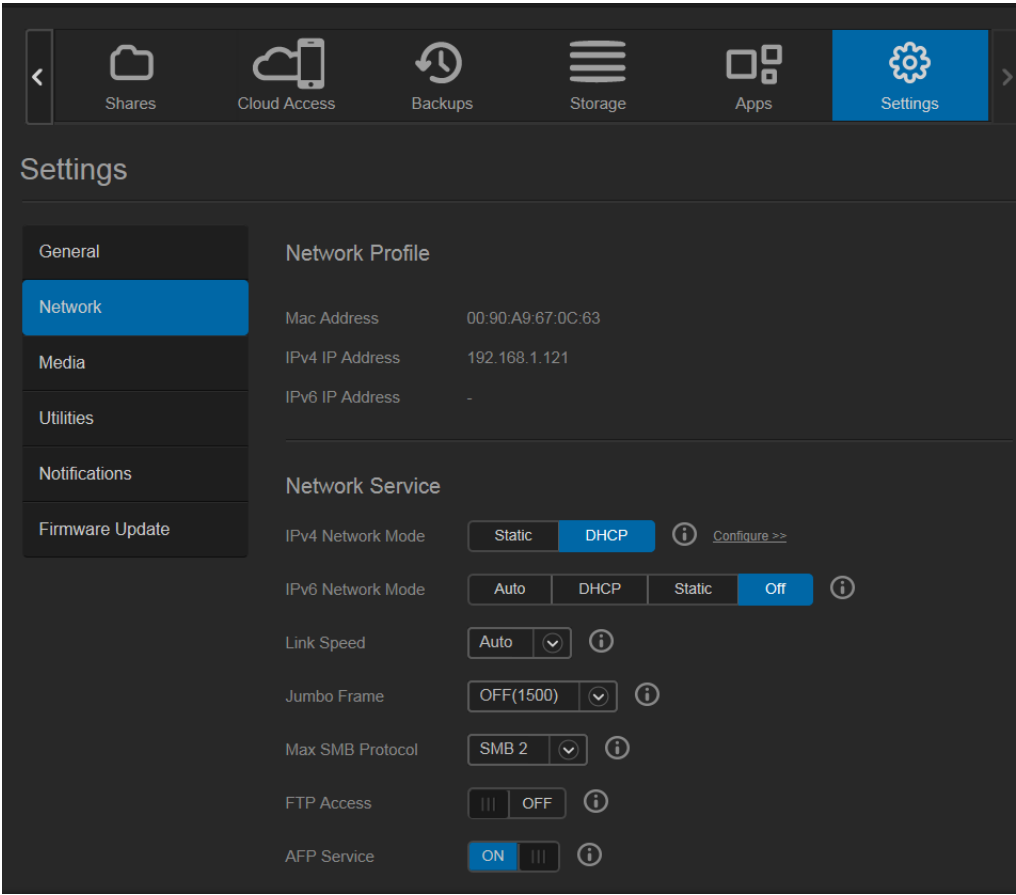 Shares Cloud Access Backups Storage Apps Settings
Settings
General
Network
Media
Utilities
Notifications
Firmware Update
Network Profile
Mac Address 00:90:A9:67:0C:63
IPv4 IP Address 192.168.1.121
IPv6 IP Address -
Network Service
IPv4 Network Mode Static DHCP Configure >>
IPv6 Network Mode Auto DHCP Static Off
Link Speed Auto
Jumbo Frame OFF(1500)
Max SMB Protocol SMB 2
FTP Access OFF
AFP Service ON